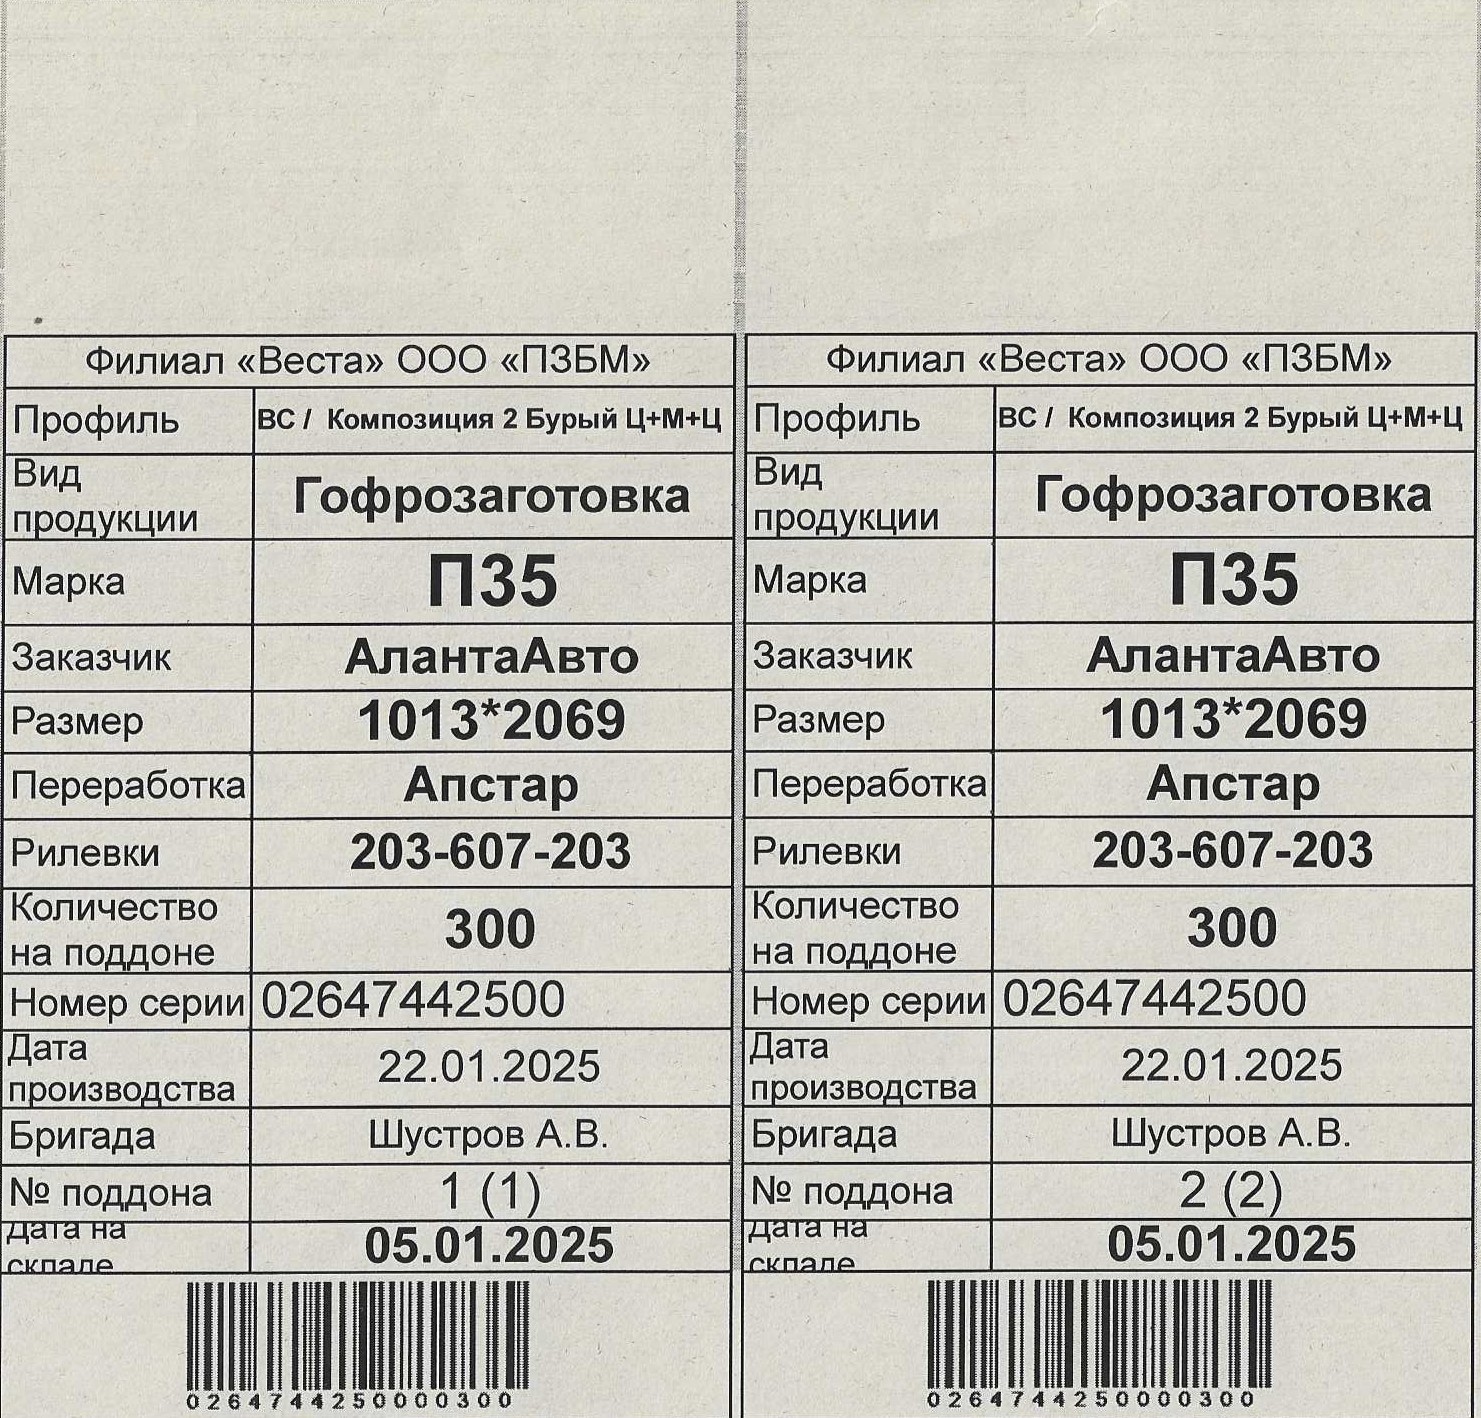 Филиал «Веста» ООО «ПЗБМ»
Профиль ВС / Композиция 2 Бурый Ц+М+Ц
Вид
продукции Гофрозаготовка
Марка П35
Заказчик АлантаАвто
Размер 1013*2069
Переработка Апстар
Рилевки 203-607-203
Количество
на поддоне 300
Номер серии 02647442500
Дата
производства 22.01.2025
Бригада Шустров А.В.
№ поддона 1 (1)
Дата на
складе 05.01.2025
0264744250000300
Филиал «Веста» ООО «ПЗБМ»
Профиль ВС / Композиция 2 Бурый Ц+М+Ц
Вид
продукции Гофрозаготовка
Марка П35
Заказчик АлантаАвто
Размер 1013*2069
Переработка Апстар
Рилевки 203-607-203
Количество
на поддоне 300
Номер серии 02647442500
Дата
производства 22.01.2025
Бригада Шустров А.В.
№ поддона 2 (2)
Дата на
складе 05.01.2025
0264744250000300